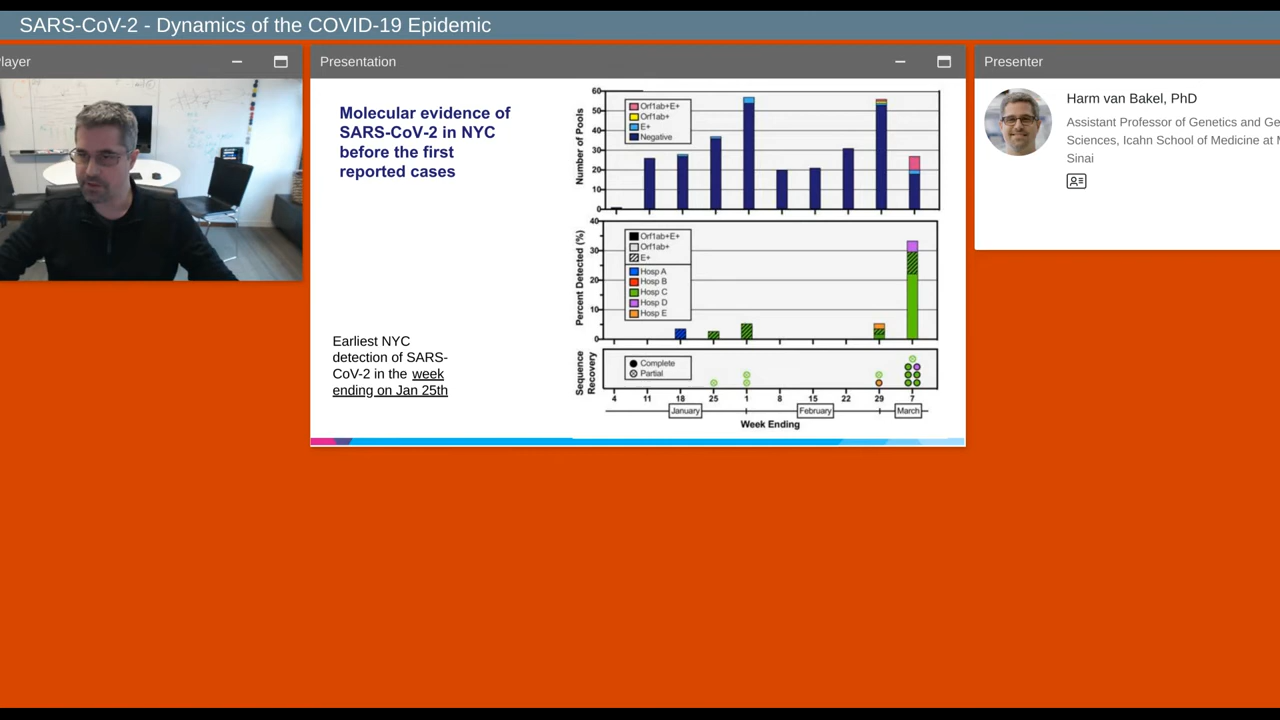 SARS-CoV-2 - Dynamics of the COVID-19 Epidemic
layer
Presentation
Presenter
Molecular evidence of
SARS-CoV-2 in NYC
before the first
reported cases
Earliest NYC
detection of SARS-
CoV-2 in the week
ending on Jan 25th
Number of Pools
60
50
40
30
20
10
0
Orf1ab+E+
Orf1ab+
E+
Negative
Percent Detected (%)
40
30
20
10
0
Orf1ab+E+
Orf1ab+
E+
Hosp A
Hosp B
Hosp C
Hosp D
Hosp E
Sequence
Recovery
Complete
Partial
4 11 18 25 1 8 15 22 29 7
January February March
Week Ending
Harm van Bakel, PhD
Assistant Professor of Genetics and Ge
Sciences, Icahn School of Medicine at M
Sinai